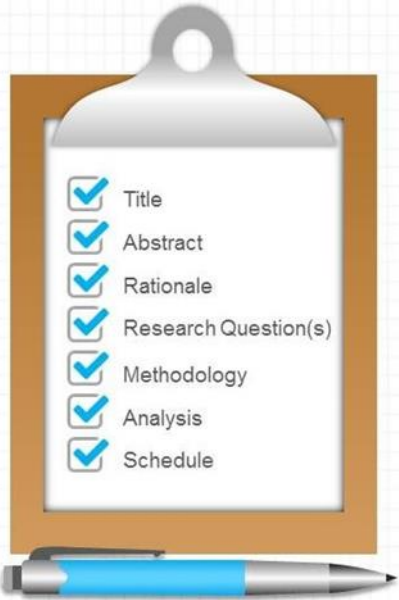 Title
Abstract
Rationale
Research Question(s)
Methodology
Analysis
Schedule